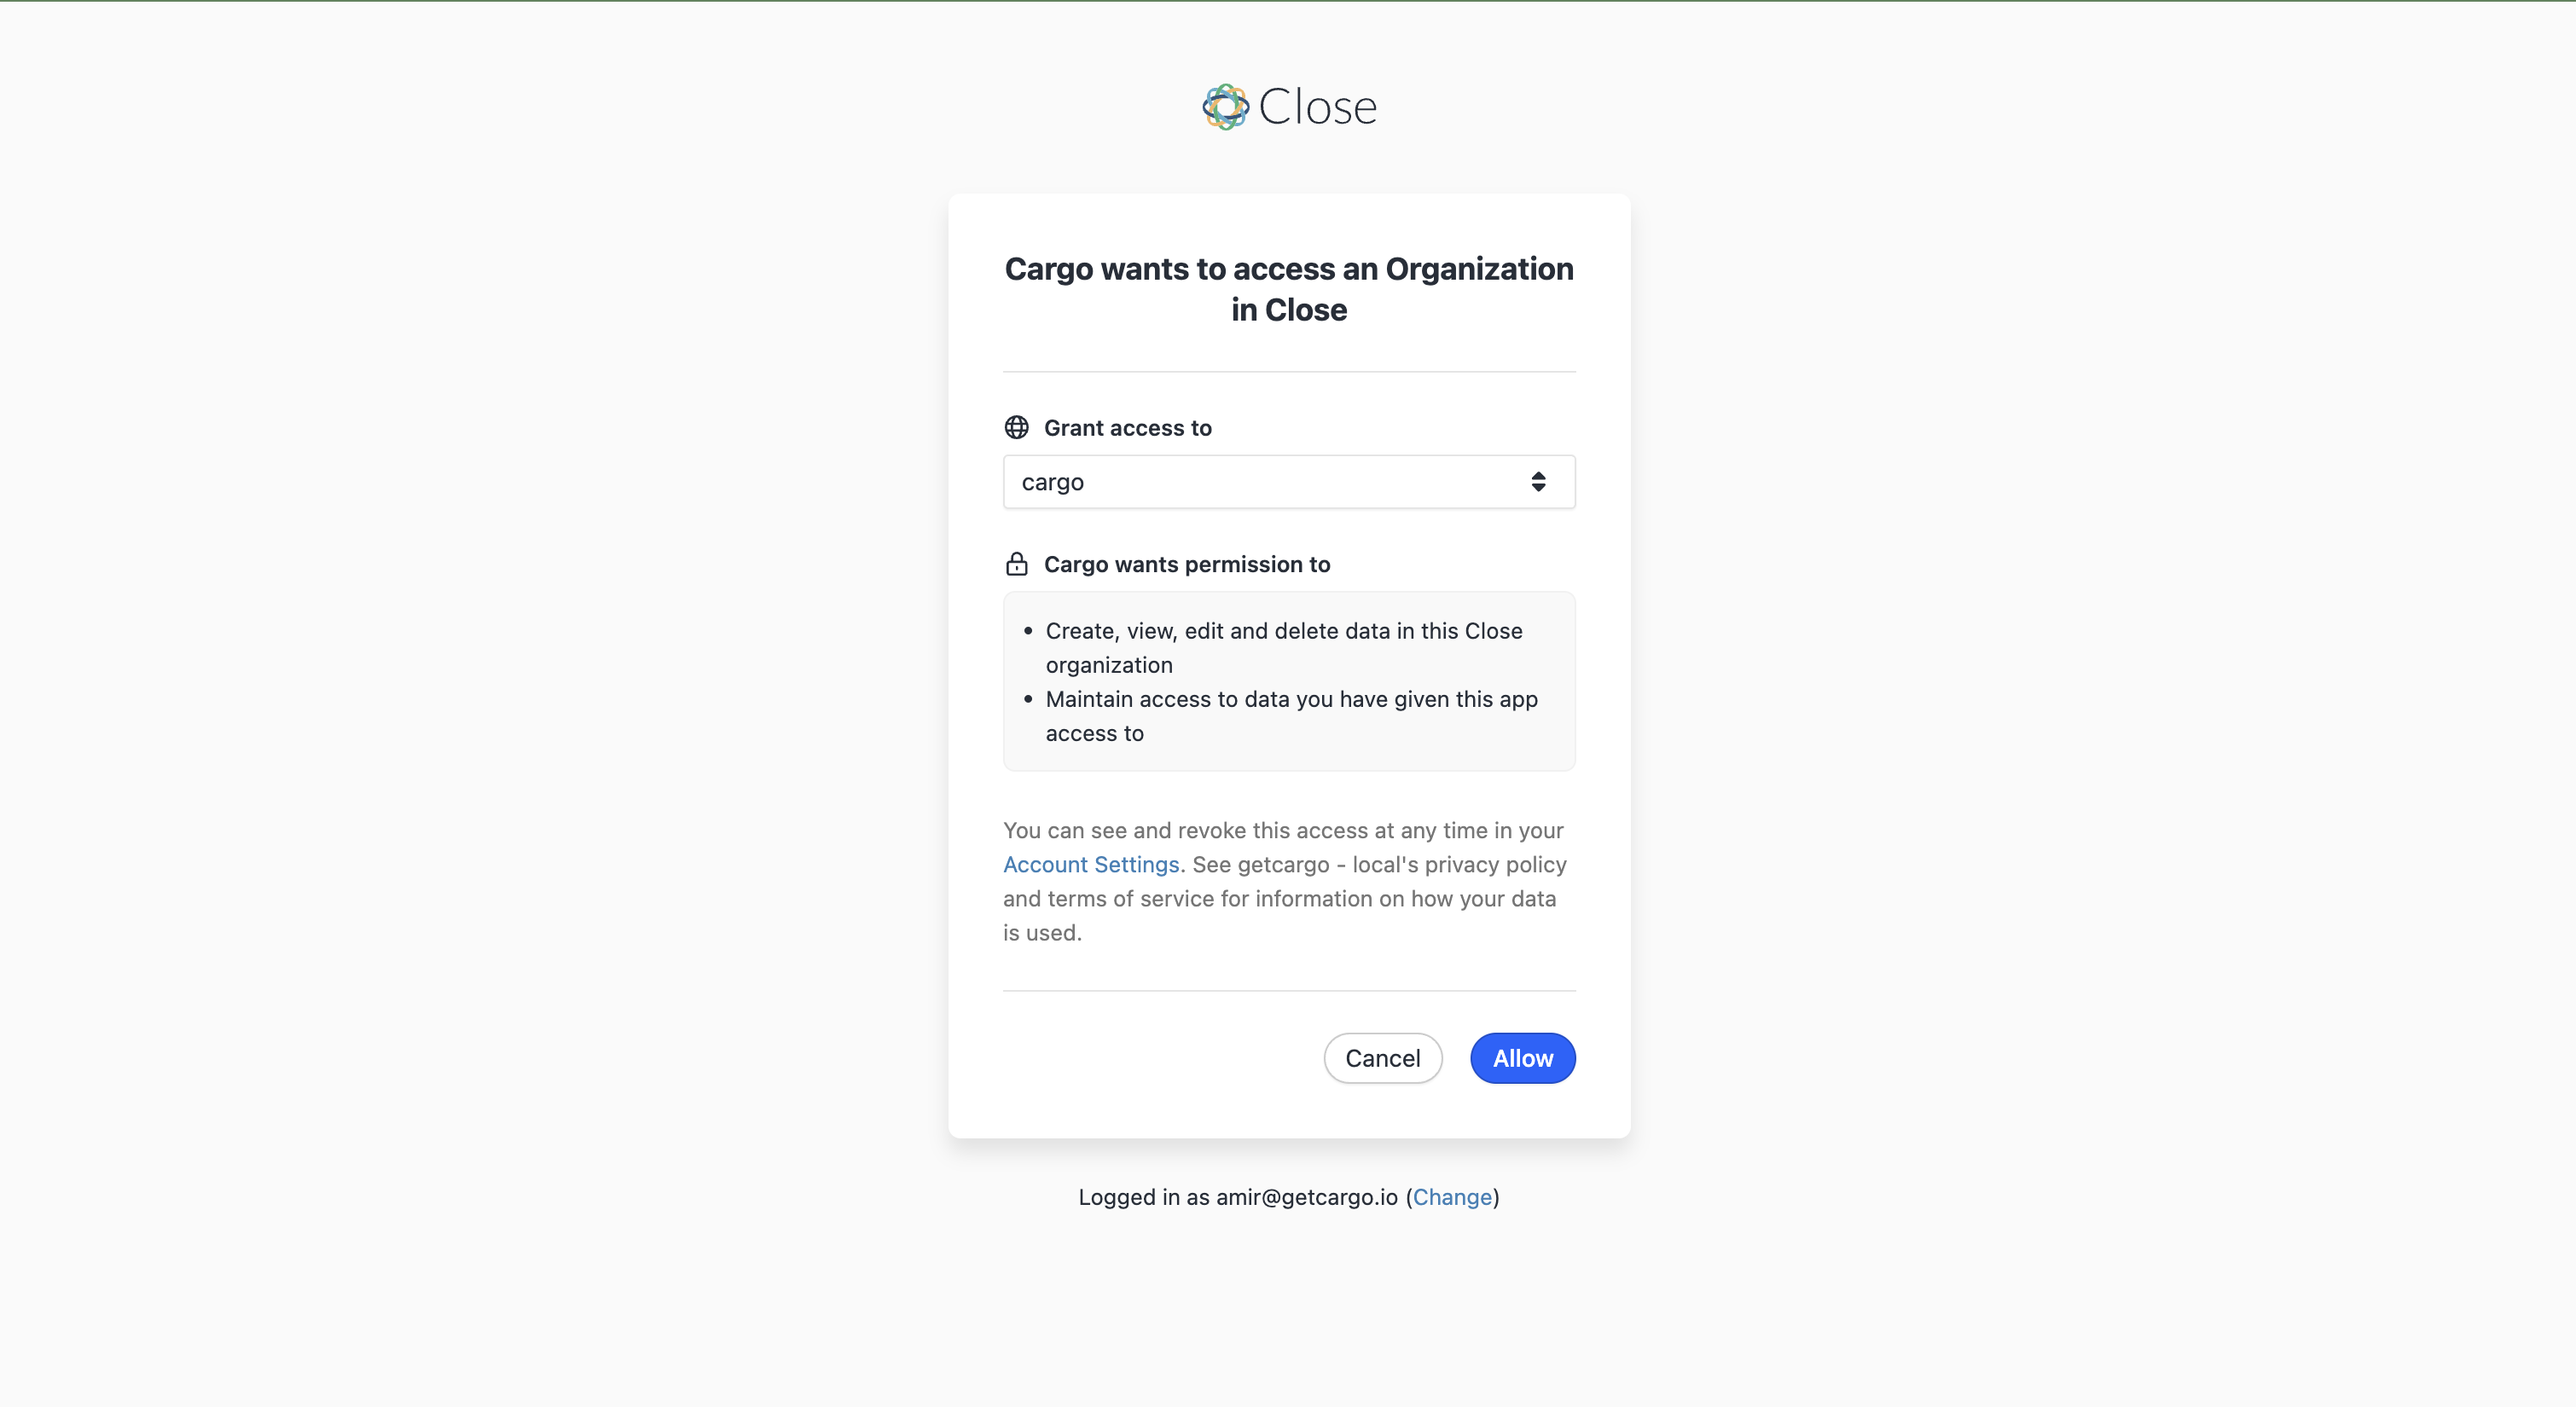 Close
Cargo wants to access an Organization
in Close
Grant access to
cargo
Cargo wants permission to
• Create, view, edit and delete data in this Close
organization
• Maintain access to data you have given this app
access to
You can see and revoke this access at any time in your
Account Settings. See getcargo - local's privacy policy
and terms of service for information on how your data
is used.
Cancel Allow
Logged in as amir@getcargo.io (Change)